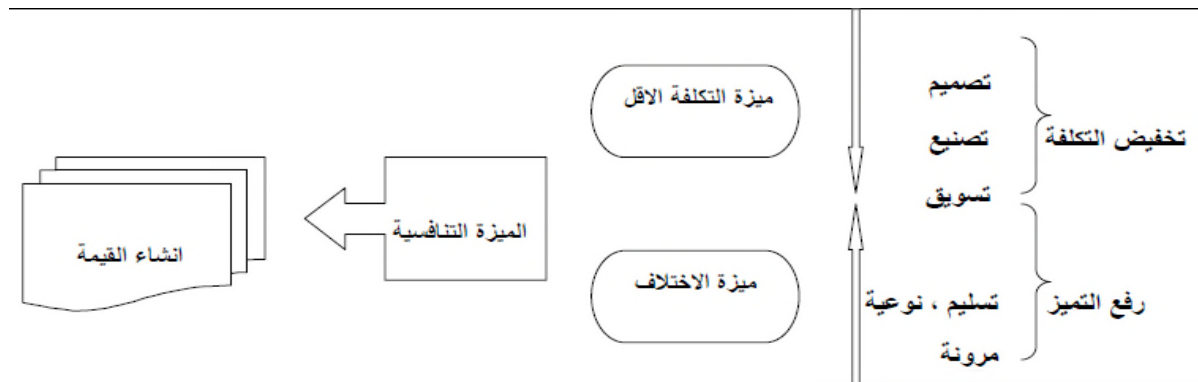 تخفيض التكلفة
تصميم
تصنيع
تسويق
رفع التميز
تسليم ، نوعية
مرونة
ميزة التكلفة الاقل
ميزة الاختلاف
الميزة التنافسية
انشاء القيمة